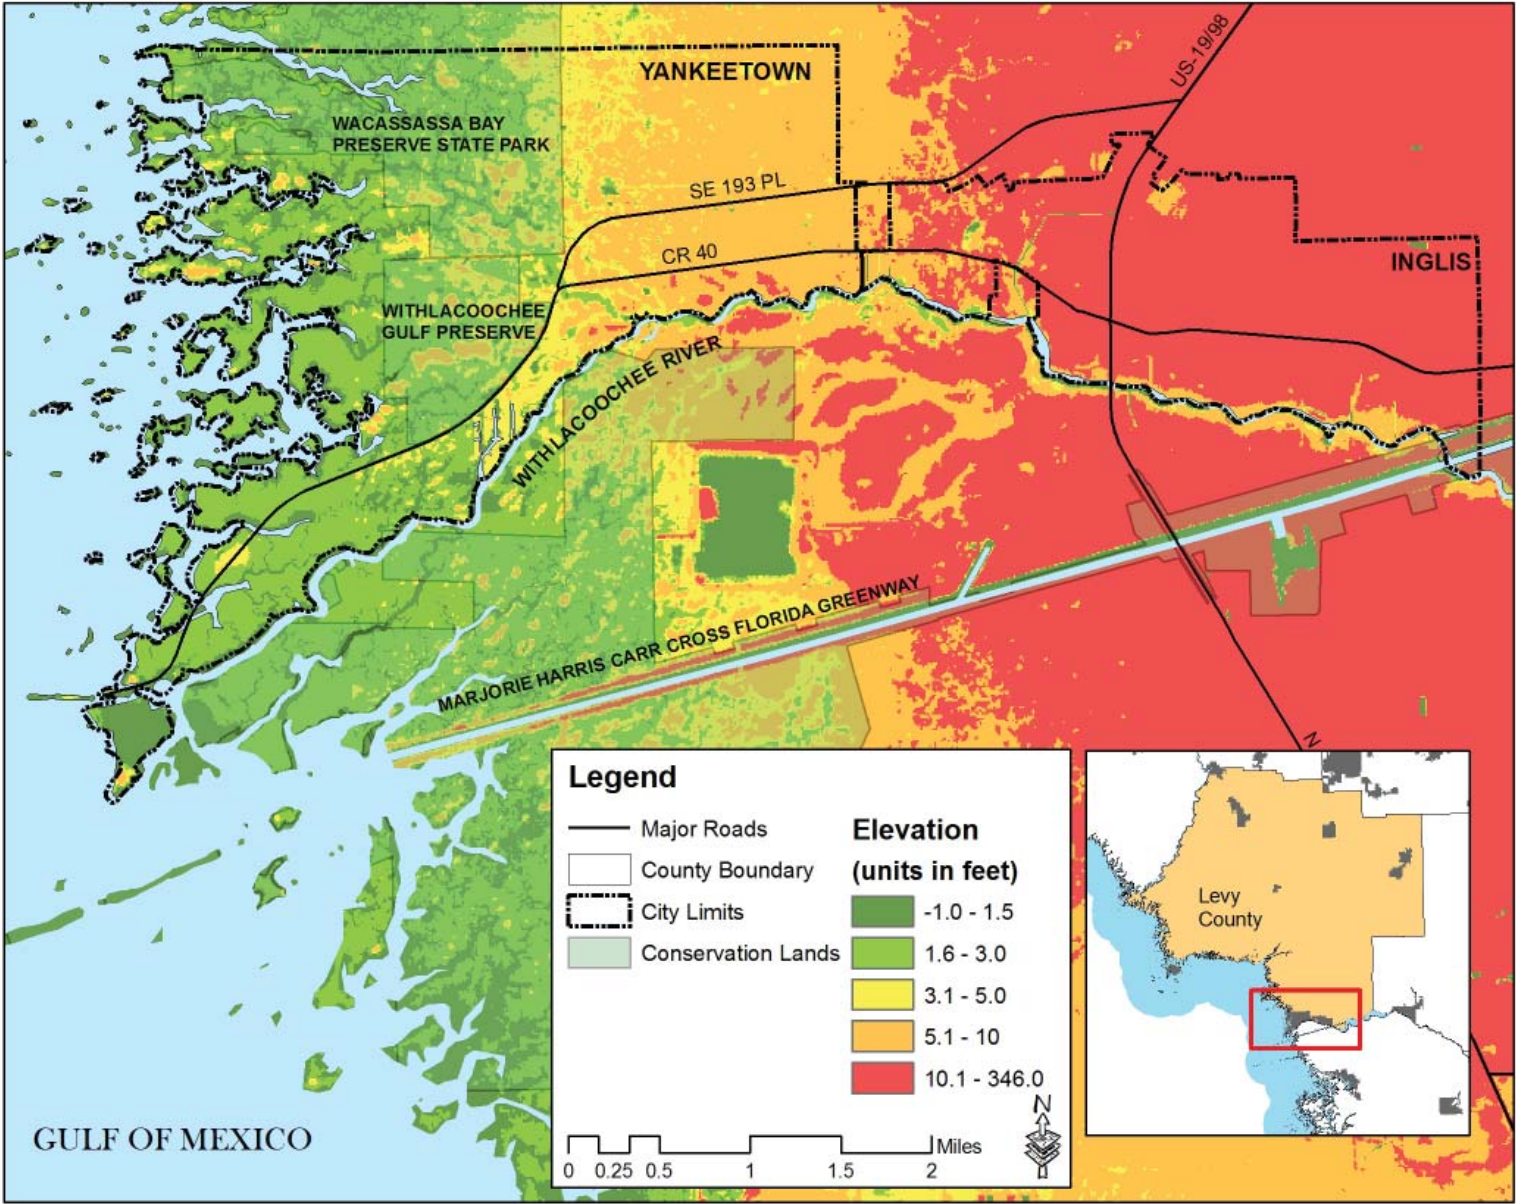 US-19/98
YANKEETOWN
WACASSASSA BAY
PRESERVE STATE PARK
SE 193 PL
CR 40
INGLIS
WITHLACOOCHEE
GULF PRESERVE
WITHLACOOCHEE RIVER
MARJORIE HARRIS CARR CROSS FLORIDA GREENWAY
N
Legend
Major Roads
County Boundary
City Limits
Conservation Lands
Elevation
(units in feet)
-1.0 - 1.5
1.6 - 3.0
3.1 - 5.0
5.1 - 10
10.1 - 346.0
N
Miles
0 0.25 0.5 1 1.5 2
Levy
County
GULF OF MEXICO